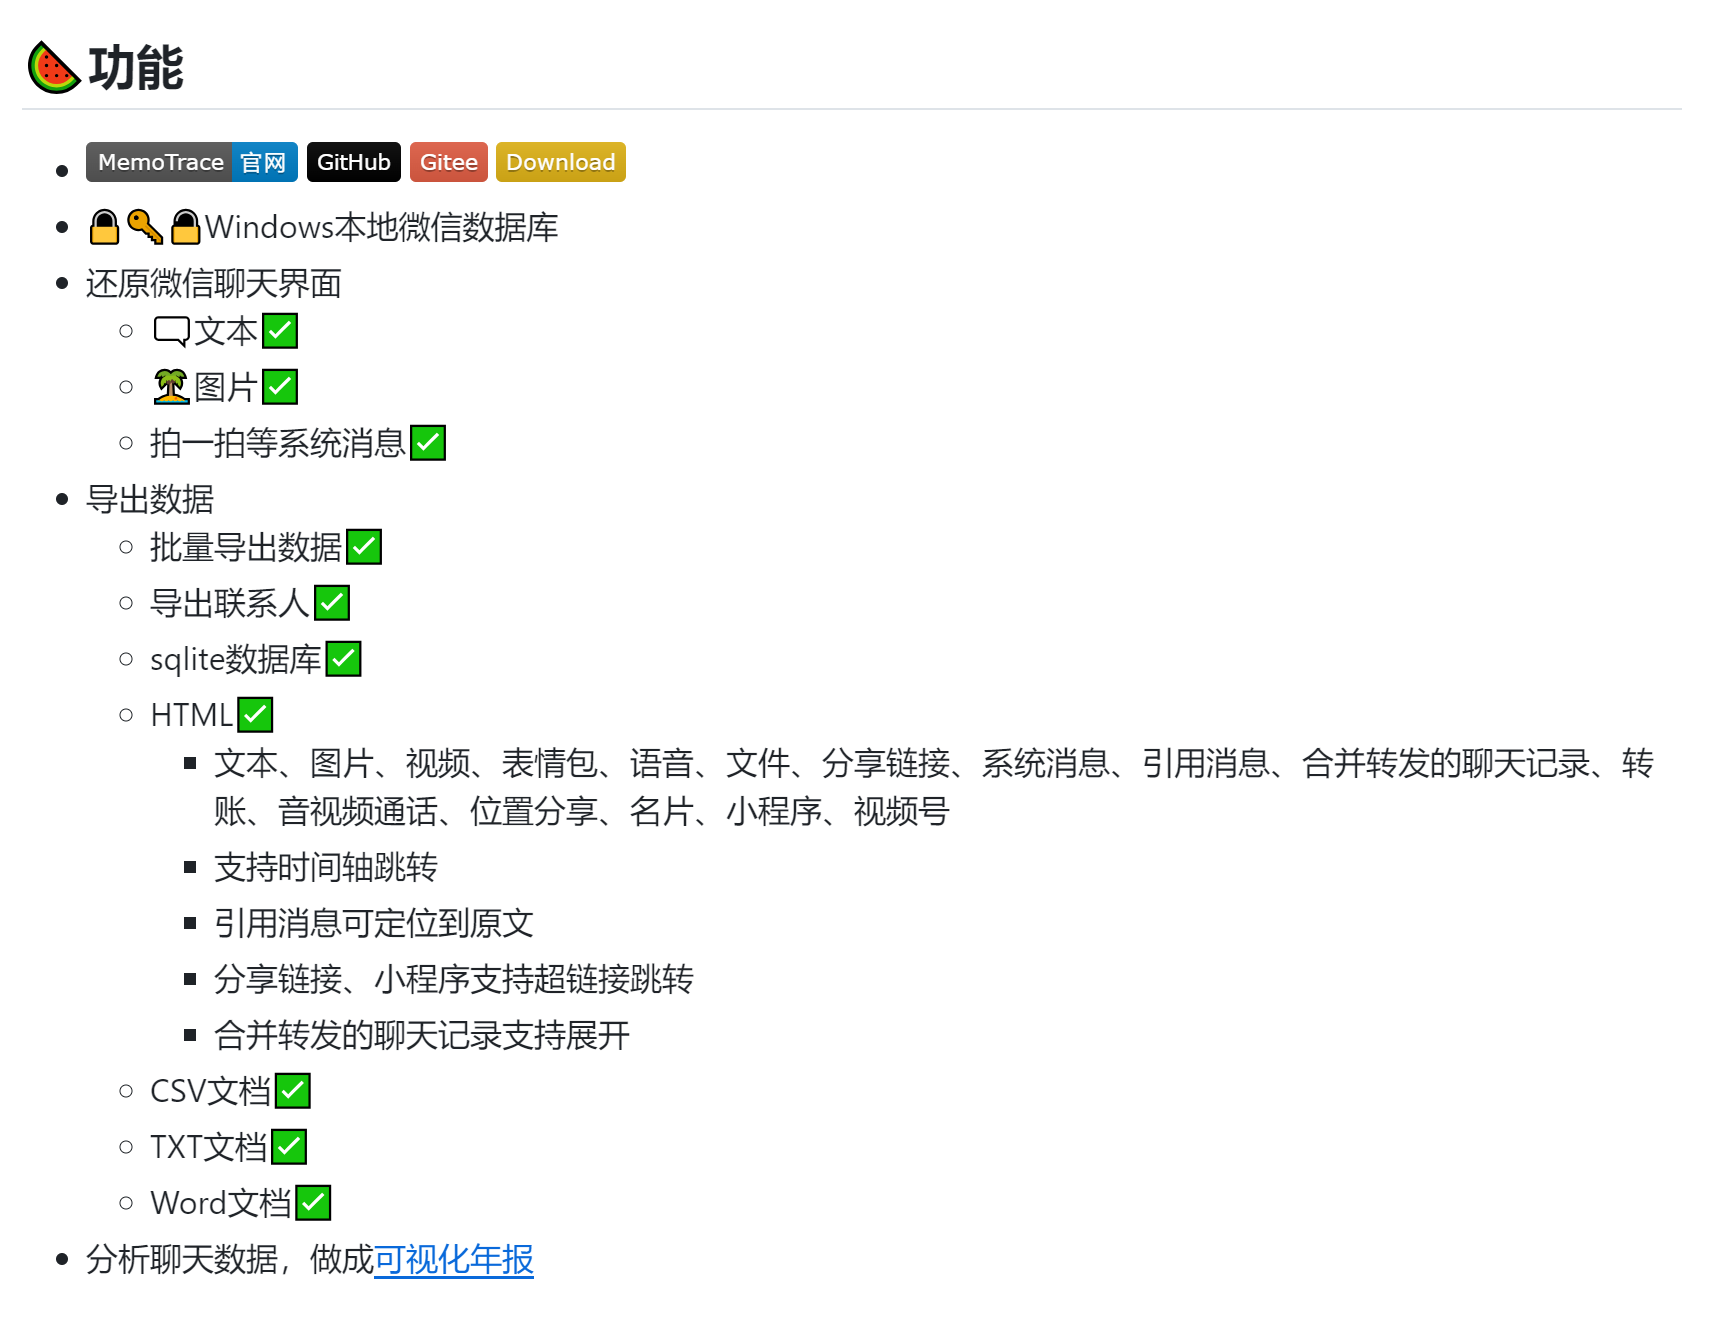 功能
MemoTrace 官网 GitHub Gitee Download
Windows本地微信数据库
还原微信聊天界面
文本
图片
拍一拍等系统消息
导出数据
批量导出数据
导出联系人
sqlite数据库
HTML
文本、图片、视频、表情包、语音、文件、分享链接、系统消息、引用消息、合并转发的聊天记录、转
账、音视频通话、位置分享、名片、小程序、视频号
支持时间轴跳转
引用消息可定位到原文
分享链接、小程序支持超链接跳转
合并转发的聊天记录支持展开
CSV文档
TXT文档
Word文档
分析聊天数据，做成可视化年报